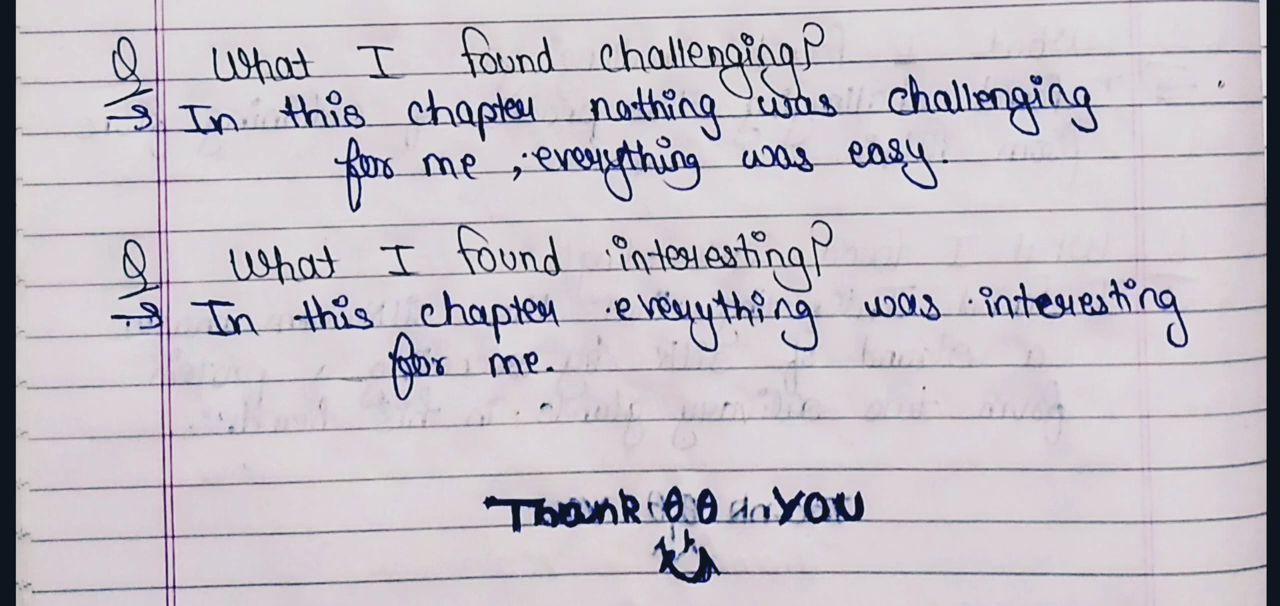 Q What I found challenging?
→ In this chapter nothing was challenging
for me, everything was easy.
Q What I found interesting?
→ In this chapter everything was interesting
for me.
Thank YOU